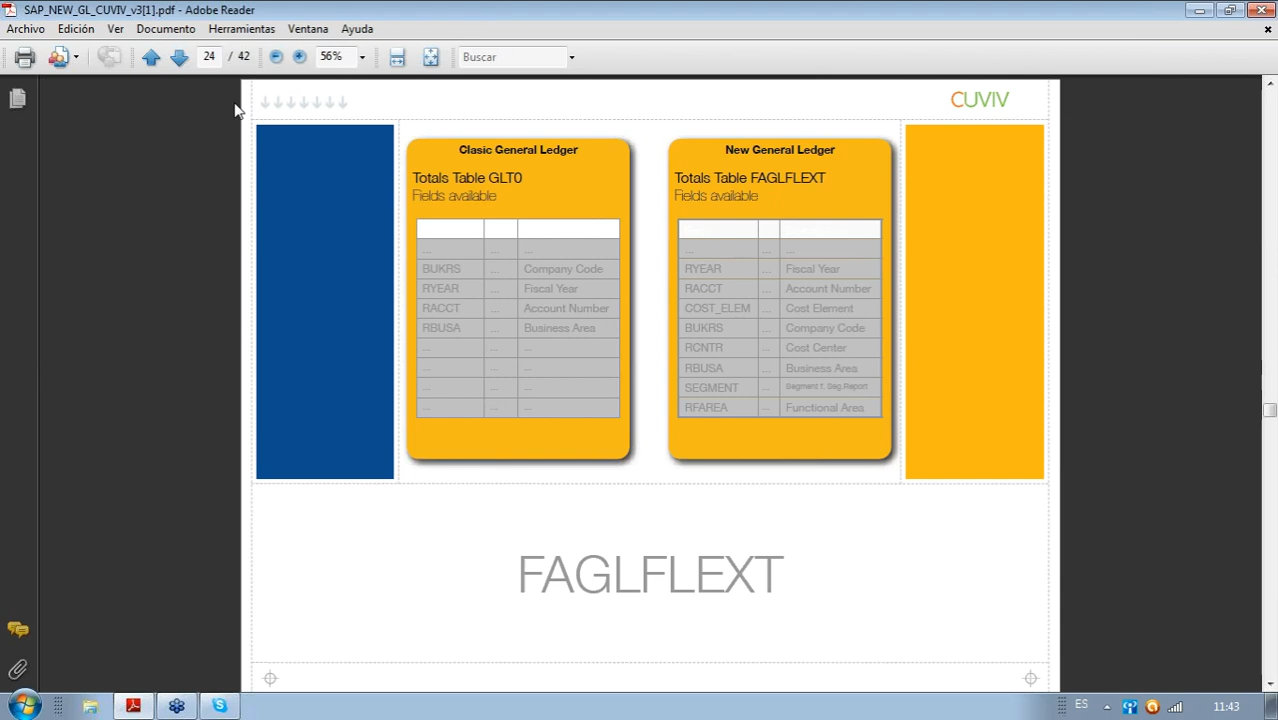 SAP_NEW_GL_CUVIV_v3[1].pdf - Adobe Reader
Archivo Edición Ver Documento Herramientas Ventana Ayuda
24 / 42 56% Buscar
CUVIV
Clasic General Ledger
Totals Table GLT0
Fields available
... ... ...
BUKRS ... Company Code
RYEAR ... Fiscal Year
RACCT ... Account Number
RBUSA ... Business Area
... ... ...
... ... ...
... ... ...
... ... ...
New General Ledger
Totals Table FAGLFLEXT
Fields available
... ... ...
RYEAR ... Fiscal Year
RACCT ... Account Number
COST_ELEM ... Cost Element
BUKRS ... Company Code
RCNTR ... Cost Center
RBUSA ... Business Area
SEGMENT ... Segment f. Seg.Report
RFAREA ... Functional Area
FAGLFLEXT
ES 11:43